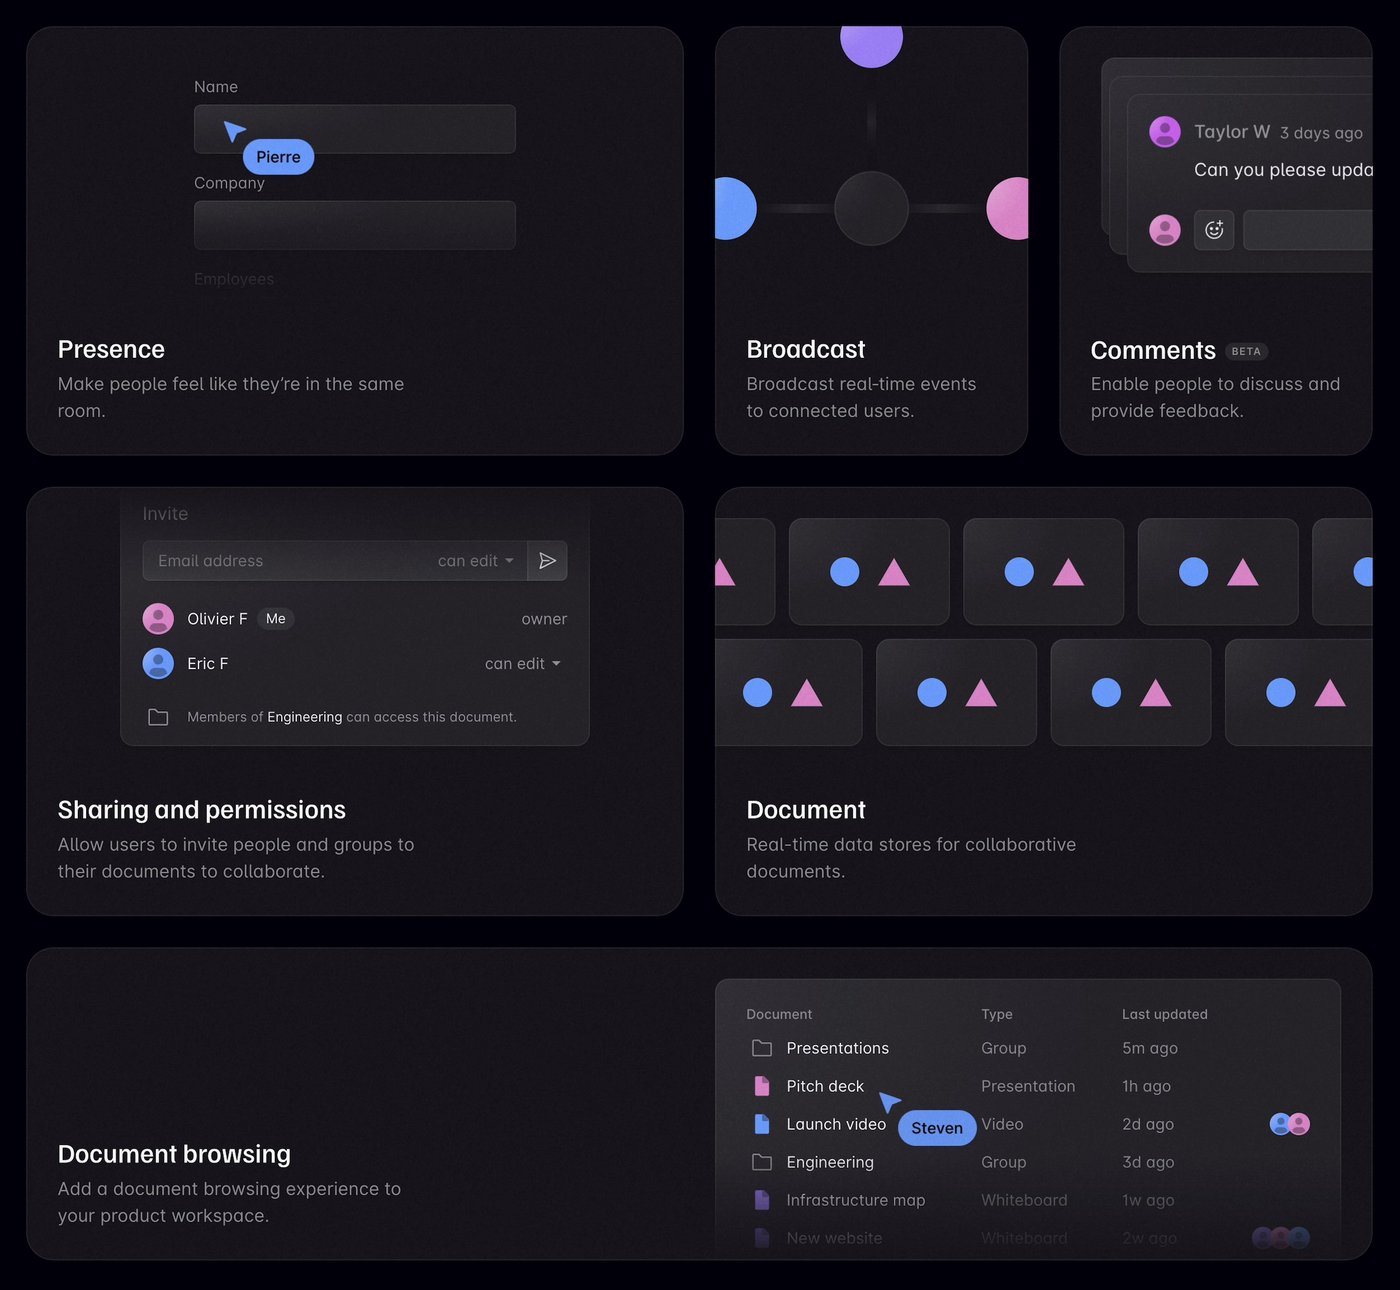 Name
Pierre
Company
Employees
Presence
Make people feel like they’re in the same
room.
Broadcast
Broadcast real-time events
to connected users.
Taylor W 3 days ago
Can you please upda
Comments BETA
Enable people to discuss and
provide feedback.
Invite
Email address can edit
Olivier F Me owner
Eric F can edit
Members of Engineering can access this document.
Sharing and permissions
Allow users to invite people and groups to
their documents to collaborate.
Document
Real-time data stores for collaborative
documents.
Document browsing
Add a document browsing experience to
your product workspace.
Document Type Last updated
Presentations Group 5m ago
Pitch deck Presentation 1h ago
Launch video Video 2d ago
Steven
Engineering Group 3d ago
Infrastructure map Whiteboard 1w ago
New website Whiteboard 2w ago